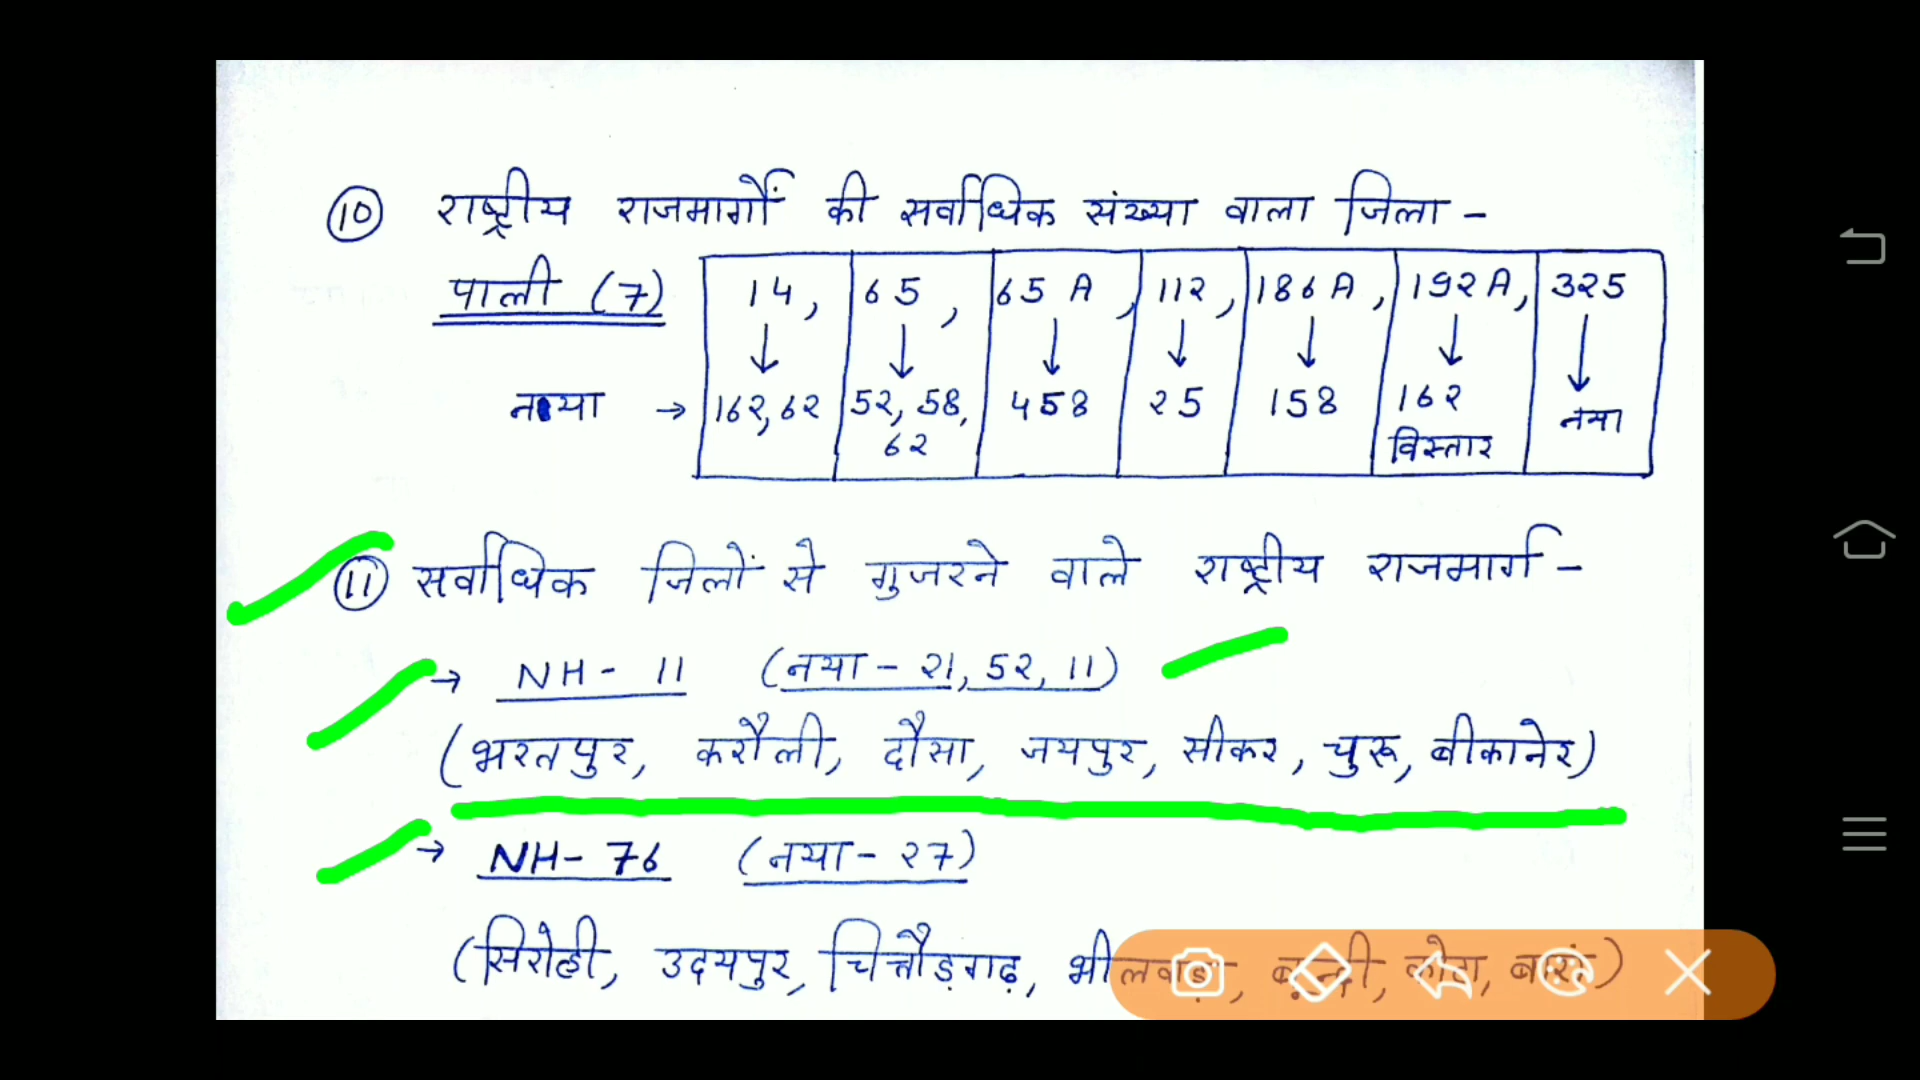 10 राष्ट्रीय राजमार्गों की सर्वाधिक संख्या वाला जिला -
पाली (7) 14, 65, 65 A, 112, 186 A, 192 A, 325
नया → 162, 62 52, 58, 62 458 25 158 162 विस्तार नया
11 सर्वाधिक जिलों से गुजरने वाले राष्ट्रीय राजमार्ग -
→ NH - 11 (नया - 21, 52, 11)
(भरतपुर, करौली, दौसा, जयपुर, सीकर, चुरू, बीकानेर)
→ NH - 76 (नया - 27)
(सिरोही, उदयपुर, चित्तौड़गढ़, भीलवाड़ा, बून्दी, कोटा, बारां)